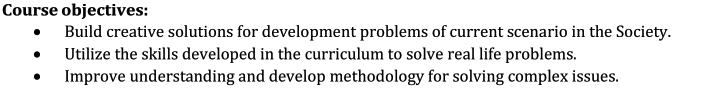 Course objectives:
• Build creative solutions for development problems of current scenario in the Society.
• Utilize the skills developed in the curriculum to solve real life problems.
• Improve understanding and develop methodology for solving complex issues.